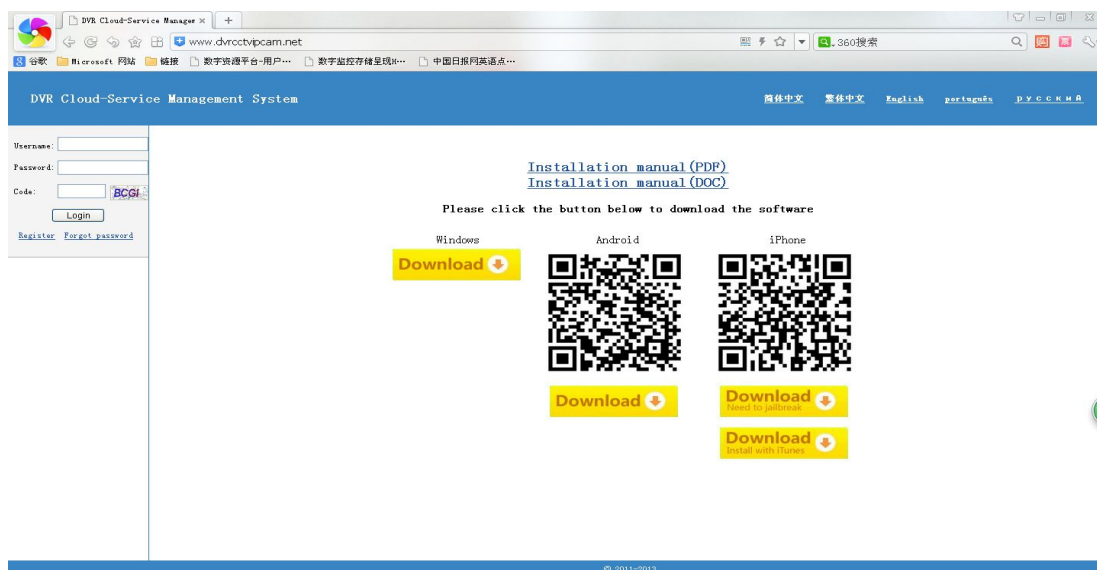 DVR Cloud-Service Manager × +
www.dvrcctvipcam.net 360搜索
谷歌 Microsoft 网站 链接 数字资源平台-用户… 数字监控存储呈现H… 中国日报网英语点…
DVR Cloud-Service Management System 简体中文 繁体中文 English português русский
Username:
Password:
Code: BCGI
Login
Register Forgot password
Installation manual(PDF)
Installation manual(DOC)
Please click the button below to download the software
Windows Android iPhone
Download
Download
Download
Need to jailbreak
Download
Install with iTunes
© 2011-2013